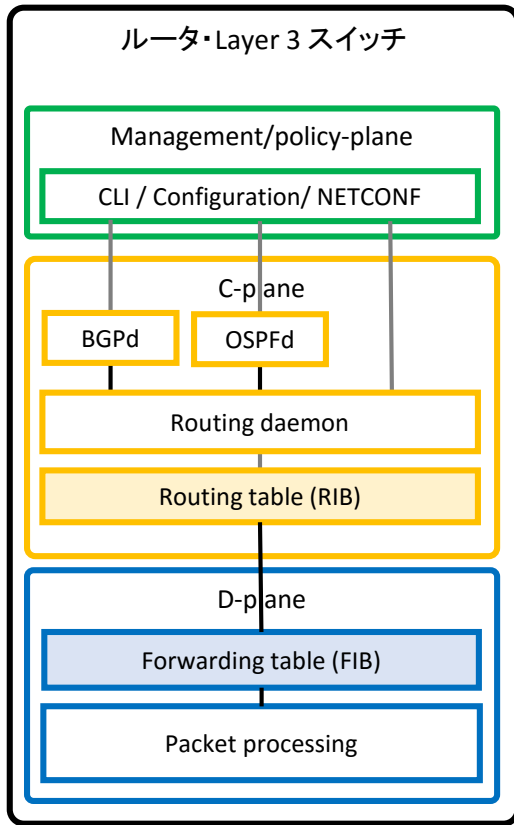 ルータ・Layer 3 スイッチ
Management/policy-plane
CLI / Configuration/ NETCONF
C-plane
BGPd
OSPFd
Routing daemon
Routing table (RIB)
D-plane
Forwarding table (FIB)
Packet processing